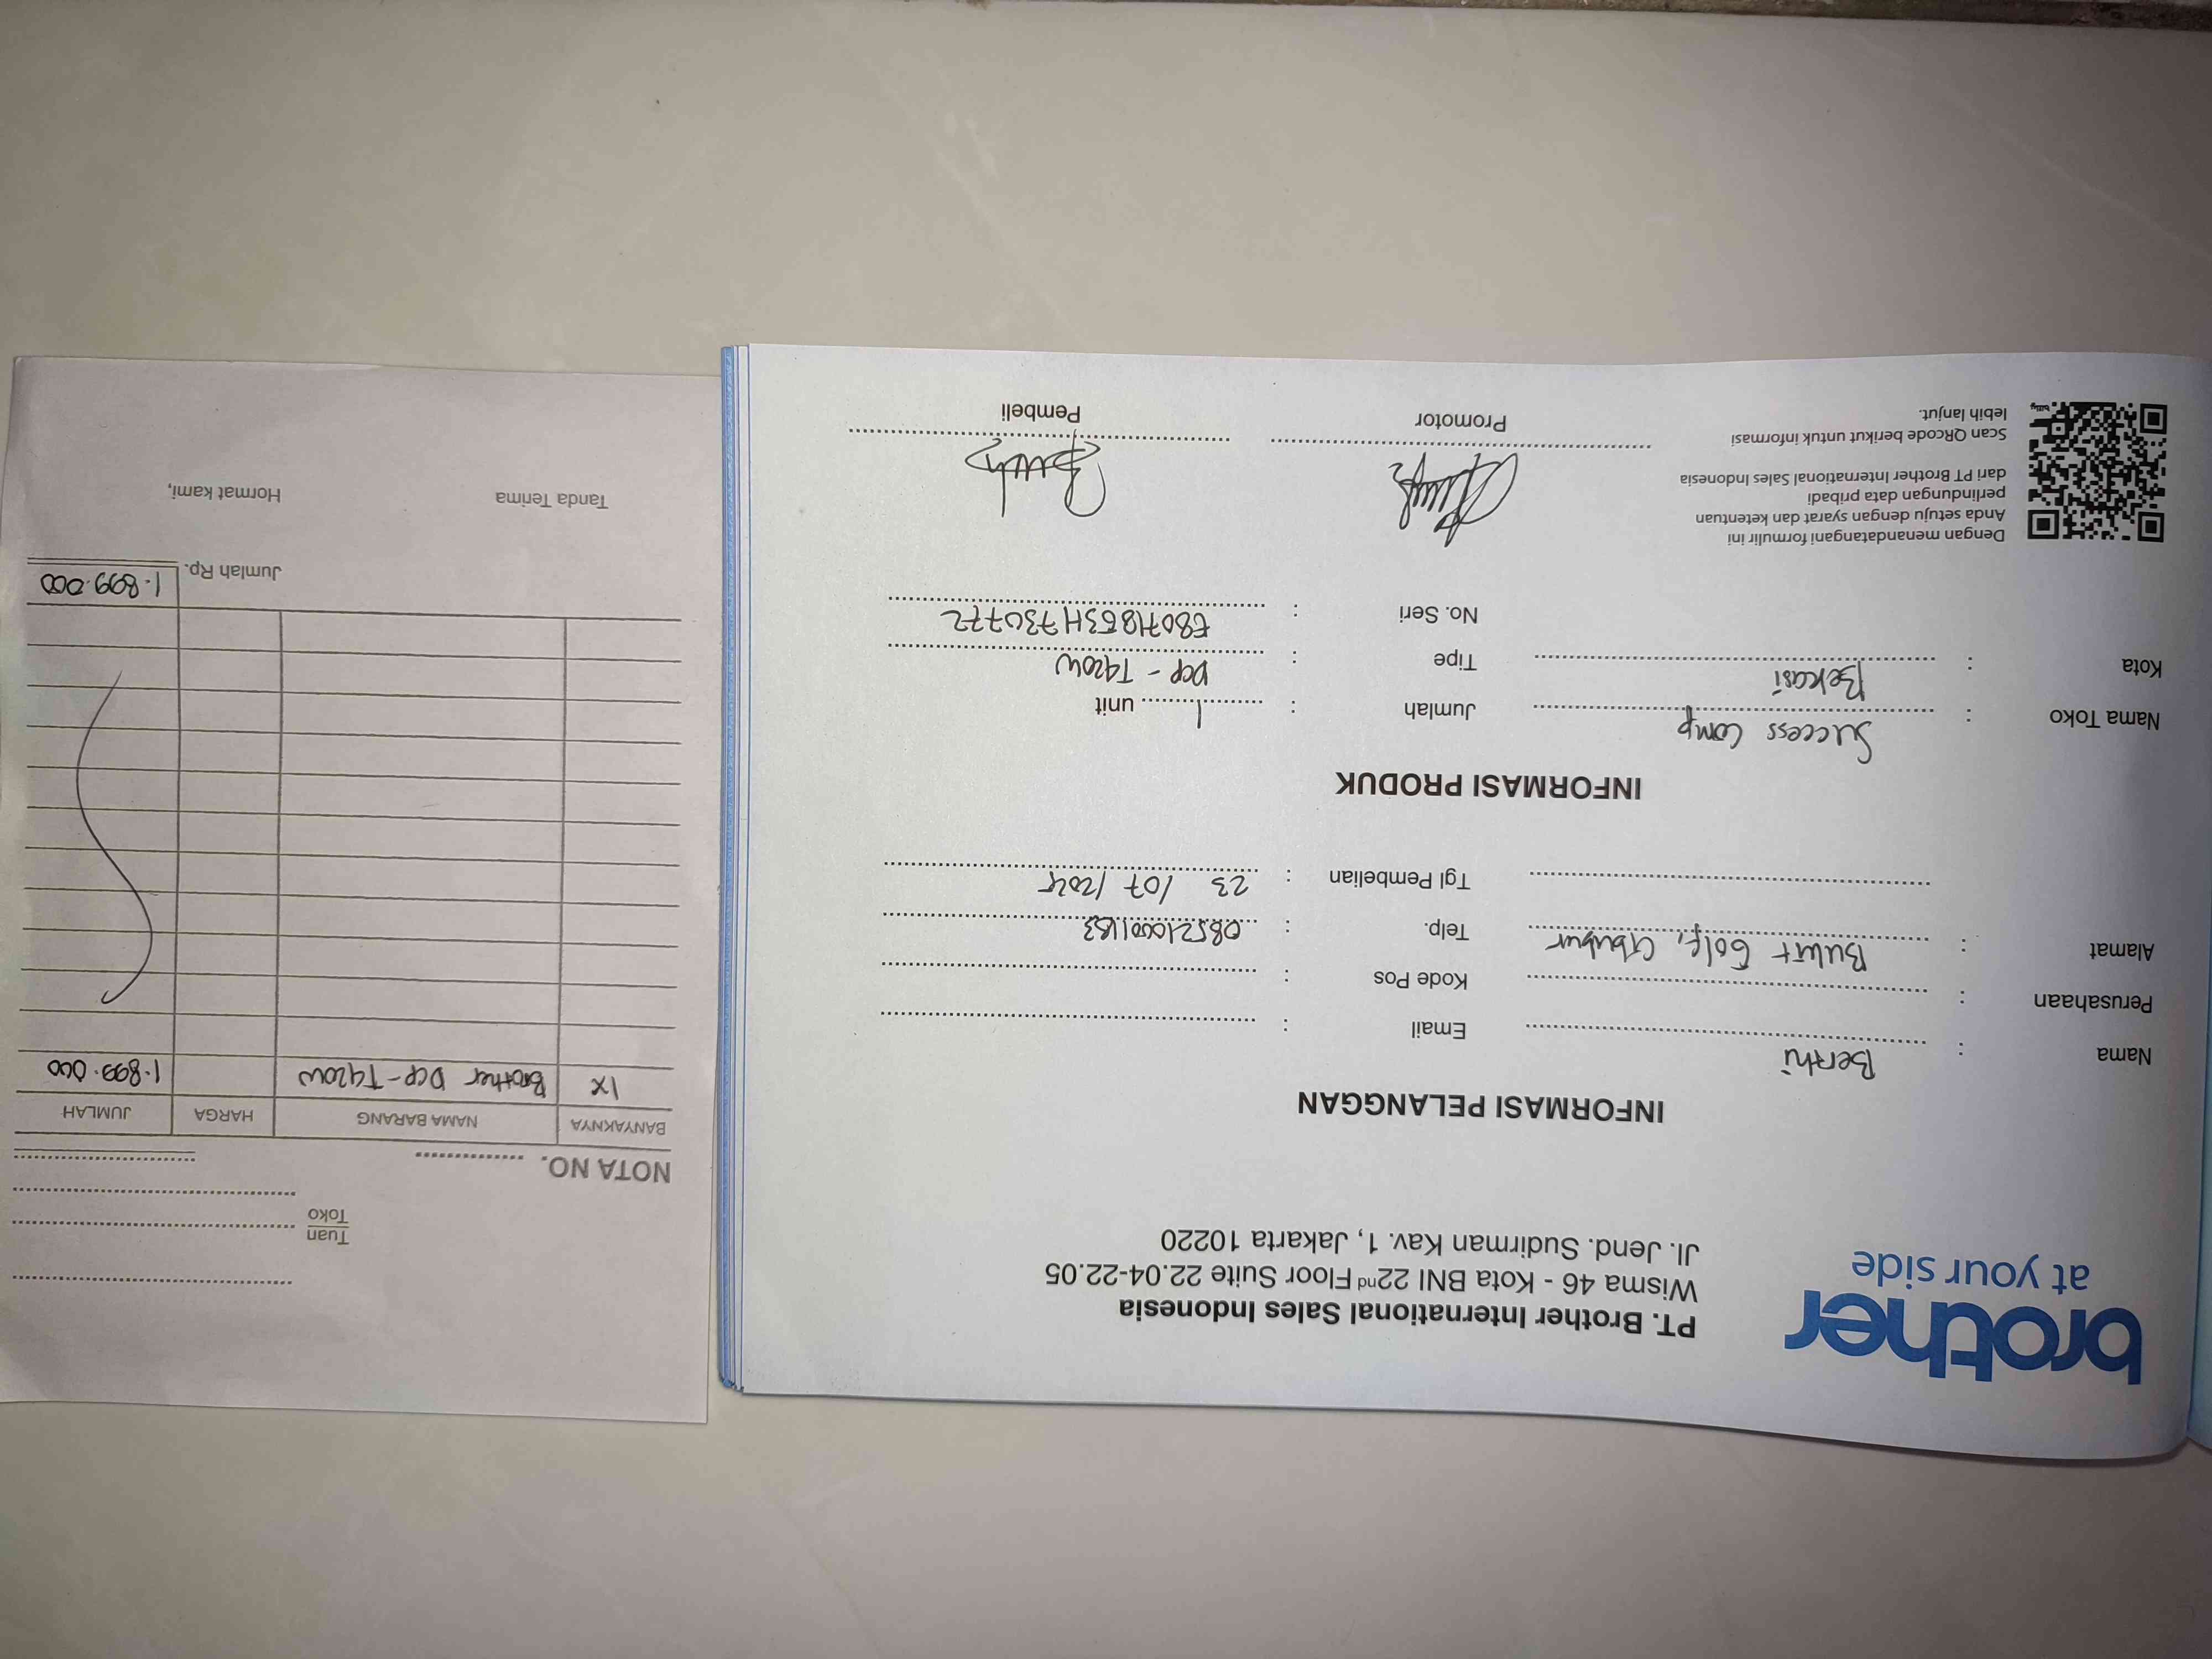 brother
at your side
PT. Brother International Sales Indonesia
Wisma 46 - Kota BNI 22nd Floor Suite 22.04-22.05
Jl. Jend. Sudirman Kav. 1, Jakarta 10220
INFORMASI PELANGGAN
Nama : Berthi
Email :
Perusahaan :
Kode Pos :
Alamat : Golf, Cibubur
Telp. :
Tgl Pembelian : 23 /07 /2025
INFORMASI PRODUK
Nama Toko : Success Comp
Jumlah : 1 unit
Kota : Bekasi
Tipe : DCP - T420W
No. Seri : E80718E3H730772
Dengan menandatangani formulir ini
Anda setuju dengan syarat dan ketentuan
perlindungan data pribadi
dari PT Brother International Sales Indonesia
Scan QRcode berikut untuk informasi
lebih lanjut.
Promotor
Pembeli
Tuan
Toko
NOTA NO.
BANYAKNYA NAMA BARANG HARGA JUMLAH
1x Brother DCP-T420W 1.899.000
Jumlah Rp. 1.899.000
Tanda Terima
Hormat kami,